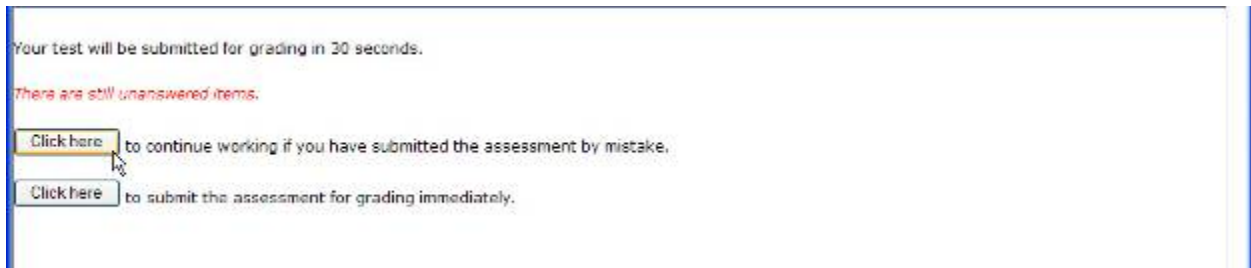 Your test will be submitted for grading in 30 seconds.
There are still unanswered items.
Click here to continue working if you have submitted the assessment by mistake.
Click here to submit the assessment for grading immediately.